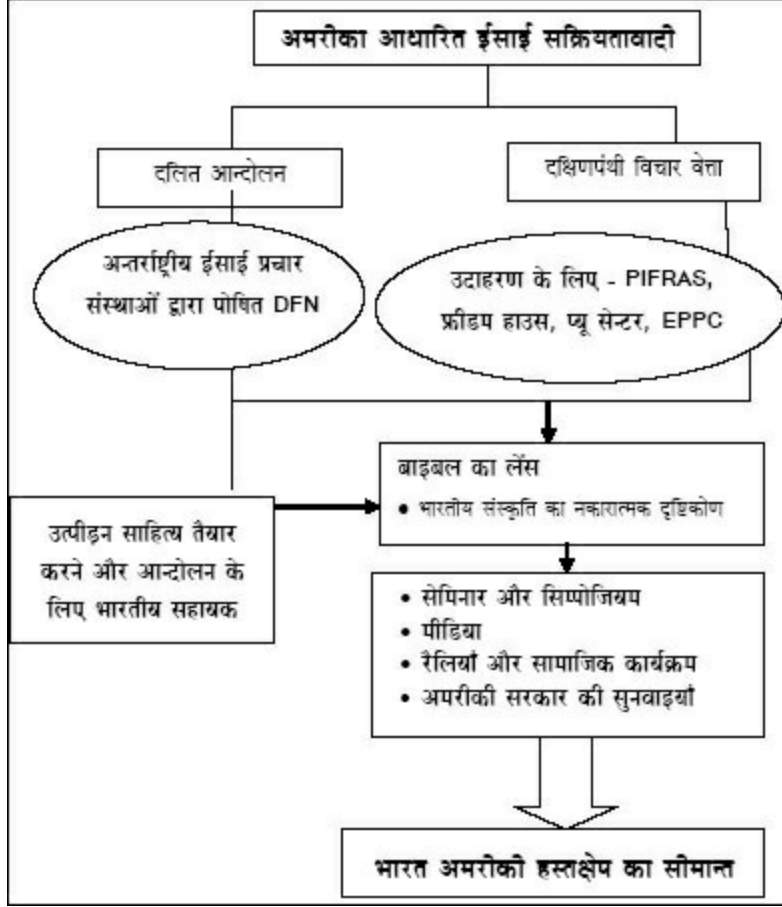 अमरीका आधारित ईसाई सक्रियतावादी
दलित आन्दोलन
दक्षिणपंथी विचार वेत्ता
अन्तर्राष्ट्रीय ईसाई प्रचार
संस्थाओं द्वारा पोषित DFN
उदाहरण के लिए - PIFRAS,
फ्रीडम हाउस, प्यू सेन्टर, EPPC
बाइबल का लेंस
• भारतीय संस्कृति का नकारात्मक दृष्टिकोण
उत्पीड़न साहित्य तैयार
करने और आन्दोलन के
लिए भारतीय सहायक
• सेमिनार और सिम्पोजियम
• मीडिया
• रैलियाँ और सामाजिक कार्यक्रम
• अमरीकी सरकार की सुनवाइयाँ
भारत अमरीकी हस्तक्षेप का सीमान्त